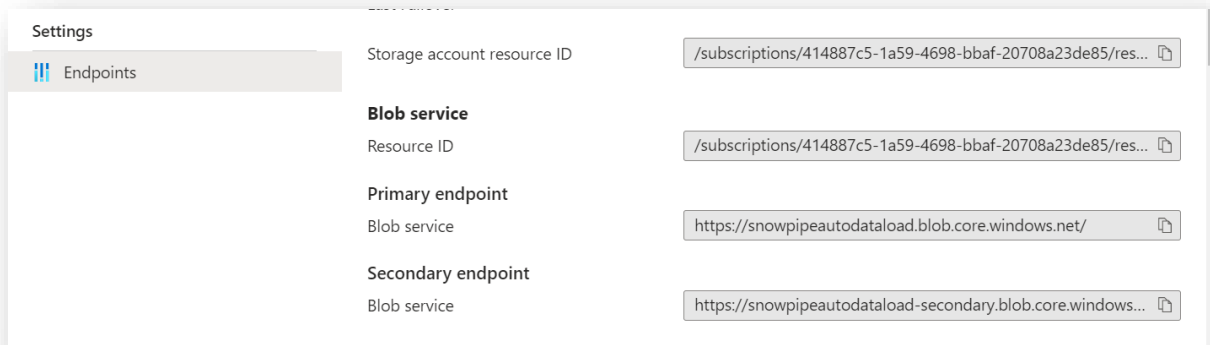 Settings
Endpoints
Storage account resource ID /subscriptions/414887c5-1a59-4698-bbaf-20708a23de85/res...
Blob service
Resource ID /subscriptions/414887c5-1a59-4698-bbaf-20708a23de85/res...
Primary endpoint
Blob service https://snowpipeautodataload.blob.core.windows.net/
Secondary endpoint
Blob service https://snowpipeautodataload-secondary.blob.core.windows...